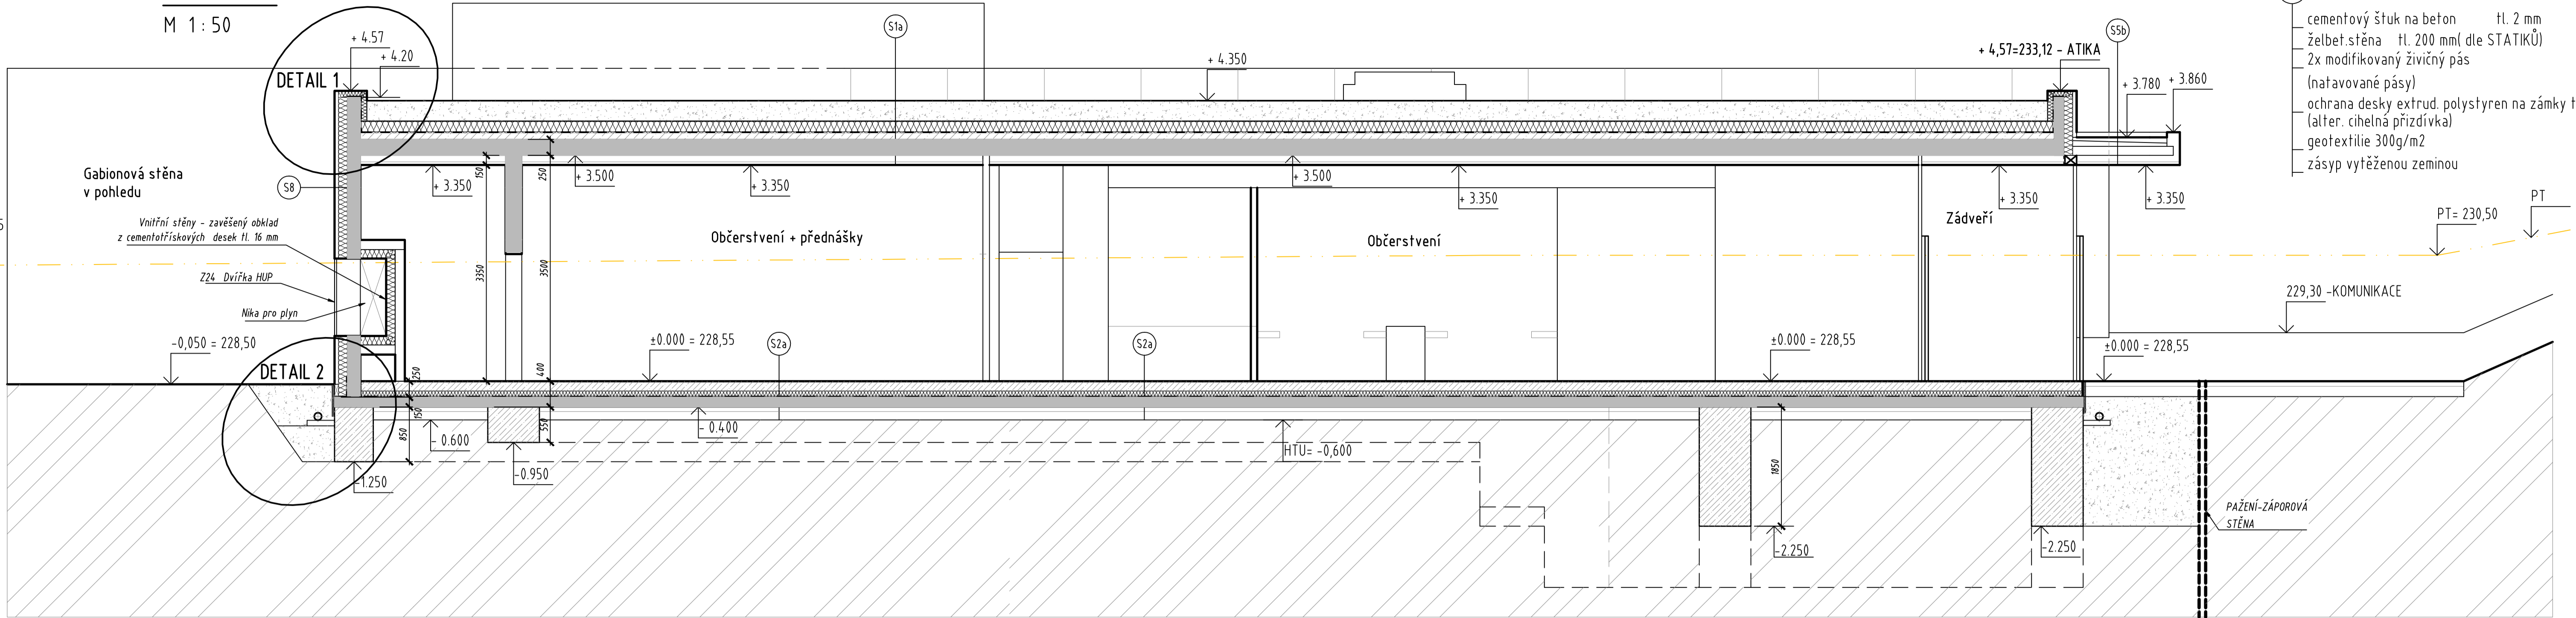 M 1:50
DETAIL 1
+ 4.57
+ 4.20
S1a
+ 4.350
+ 4,57=233,12 - ATIKA
S5b
+ 3.780
+ 3.860
cementový štuk na beton tl. 2 mm
želbet.stěna tl. 200 mm( dle STATIKŮ)
2x modifikovaný živičný pás
(natavované pásy)
ochrana desky extrud. polystyren na zámky t
(alter. cihelná přizdívka)
geotextilie 300g/m2
zásyp vytěženou zeminou
Gabionová stěna
v pohledu
S8
+ 3.350
150
250
+ 3.500
+ 3.350
+ 3.500
+ 3.350
+ 3.350
+ 3.350
Vnitřní stěny - zavěšený obklad
z cementotřískových desek tl. 16 mm
Z24 Dvířka HUP
Nika pro plyn
3350
3500
Občerstvení + přednášky
Občerstvení
Zádveří
PT= 230,50
PT
229,30 -KOMUNIKACE
-0,050 = 228,50
DETAIL 2
±0.000 = 228,55
S2a
S2a
±0.000 = 228,55
±0.000 = 228,55
250
400
150
850
550
- 0.600
- 0.400
HTU= -0,600
-1.250
-0.950
1850
-2.250
-2.250
PAŽENÍ-ZÁPOROVÁ
STĚNA